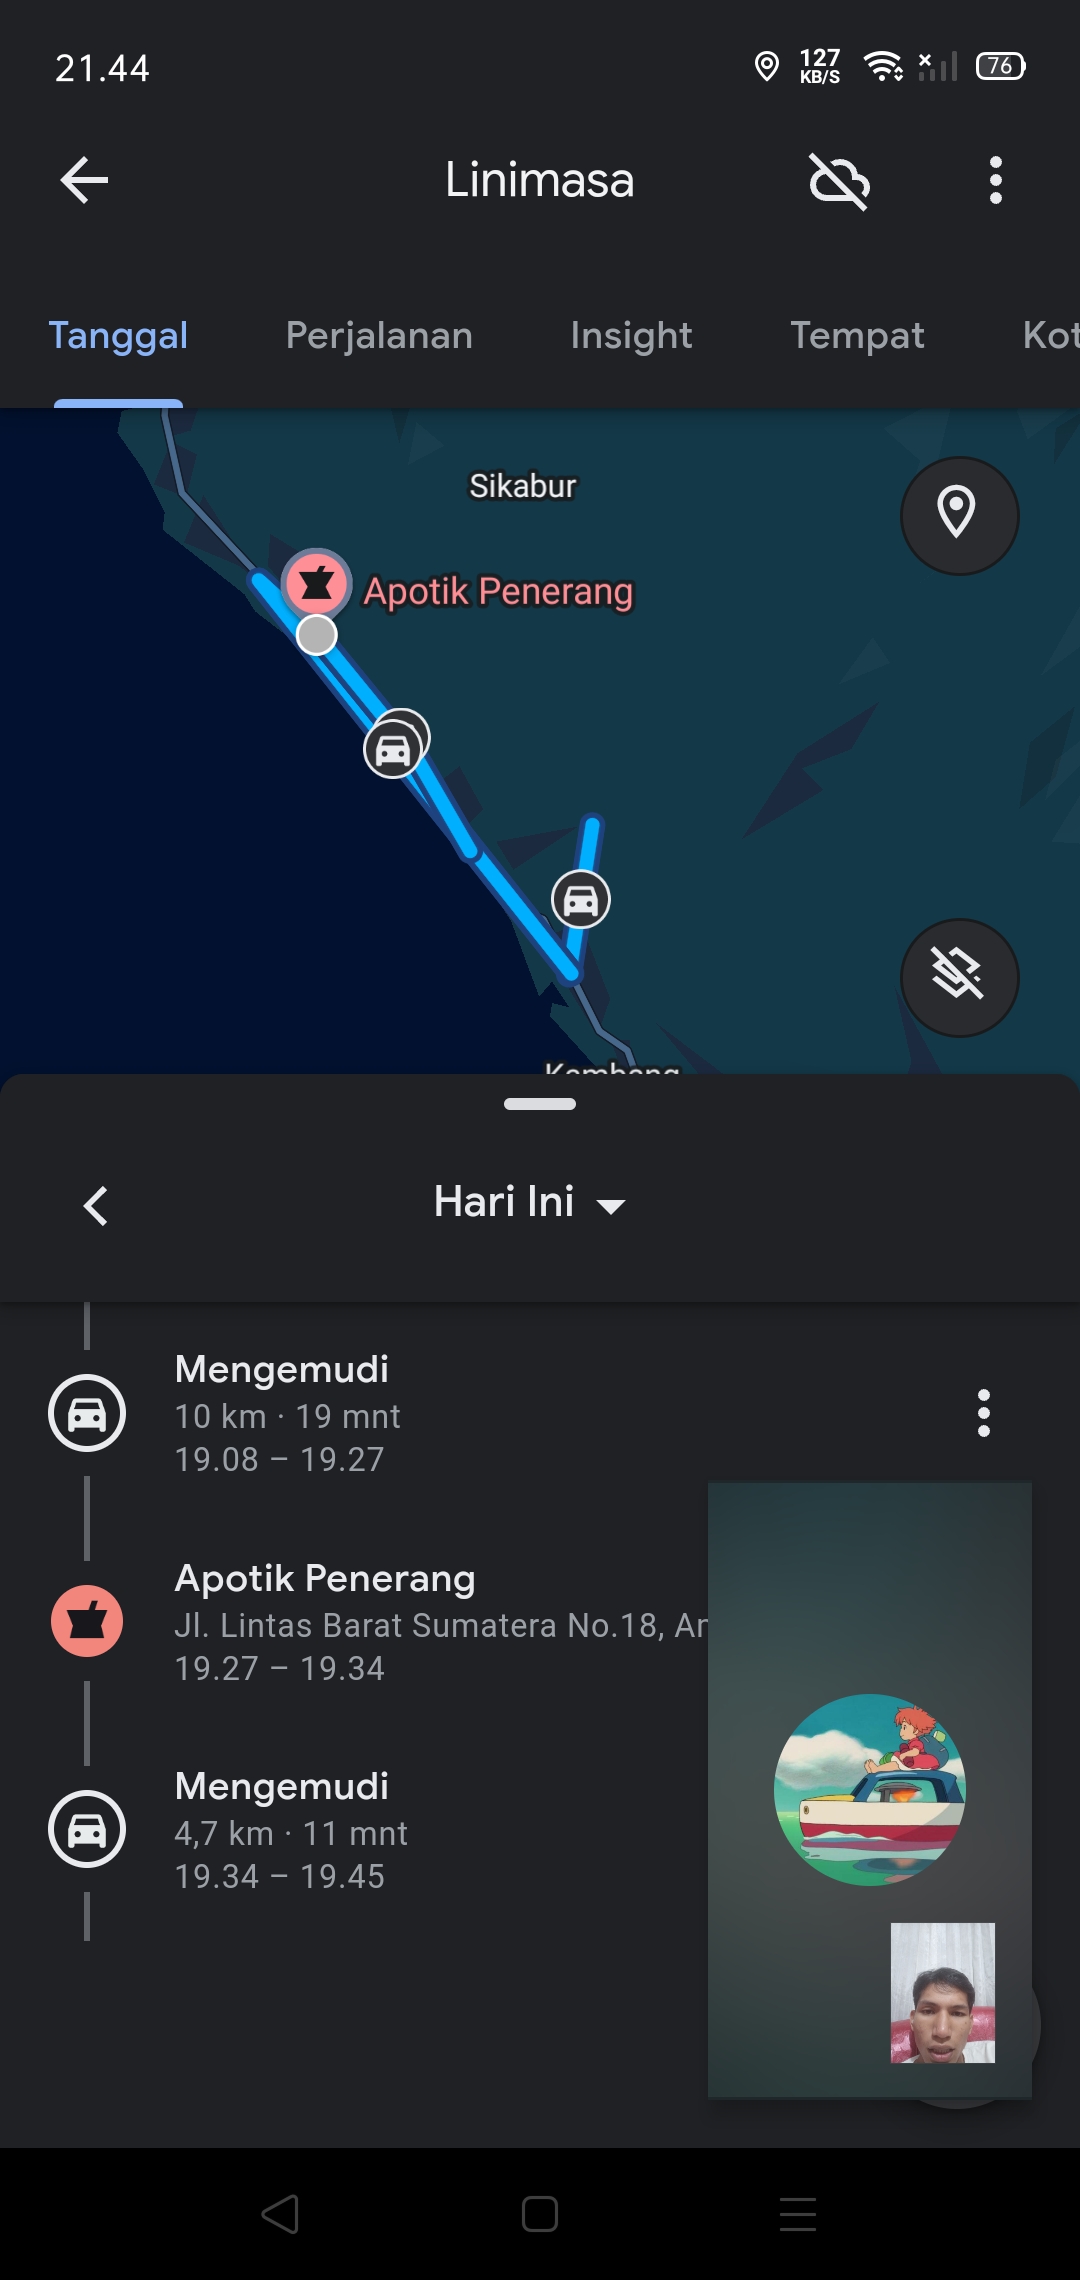 21.44
127
KB/S
76
Linimasa
Tanggal
Perjalanan
Insight
Tempat
Kot
Sikabur
Apotik Penerang
Kambang
Hari Ini
Mengemudi
10 km · 19 mnt
19.08 – 19.27
Apotik Penerang
Jl. Lintas Barat Sumatera No.18, Am
19.27 – 19.34
Mengemudi
4,7 km · 11 mnt
19.34 – 19.45